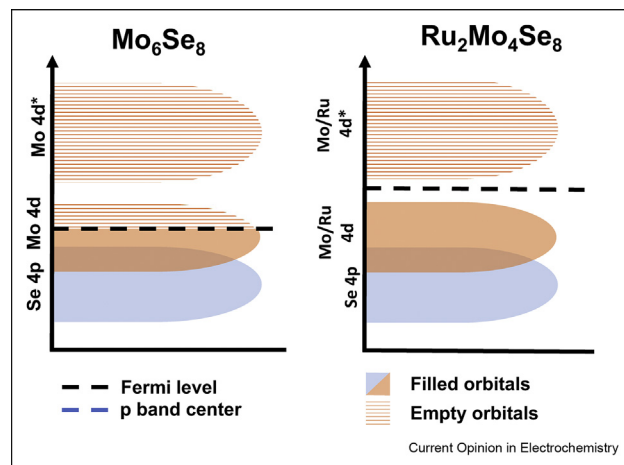 Mo₆Se₈
Ru₂Mo₄Se₈
Mo 4d*
Mo 4d
Se 4p
Mo/Ru
4d*
Mo/Ru
4d
Se 4p
Fermi level
p band center
Filled orbitals
Empty orbitals
Current Opinion in Electrochemistry